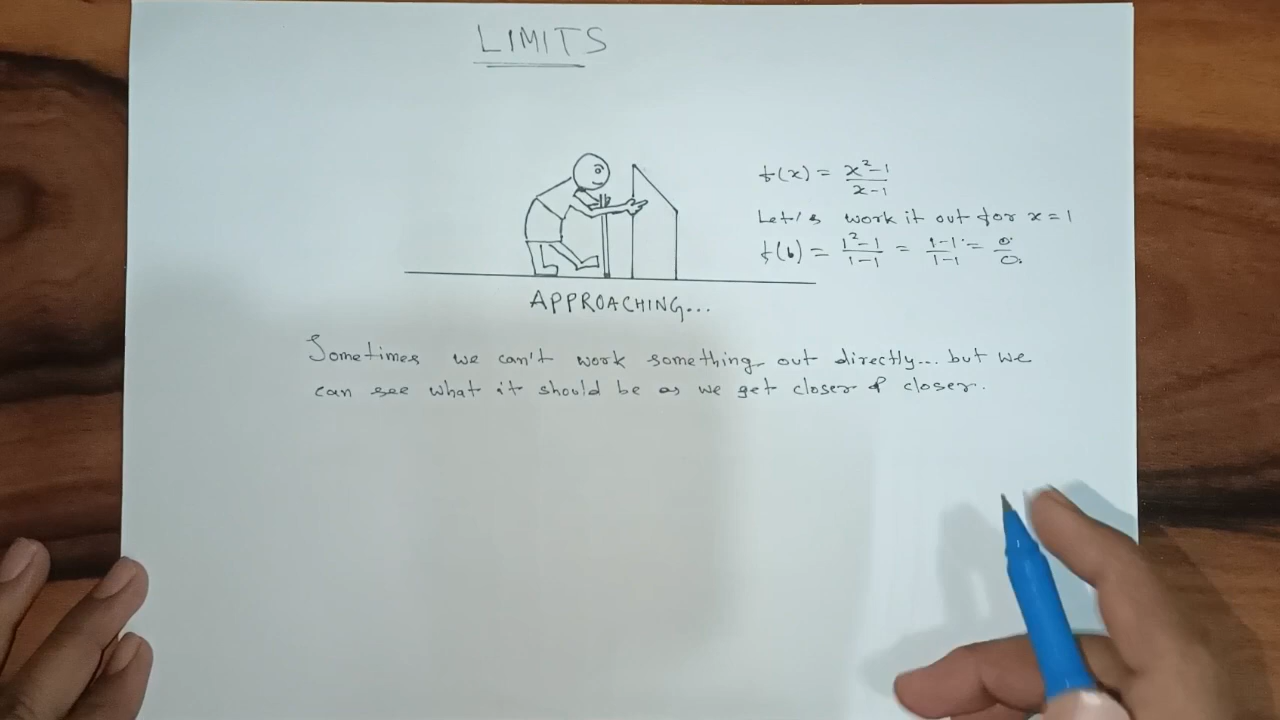 LIMITS
f(x) = x²-1 / x-1
Let's work it out for x=1
f(1) = 1²-1 / 1-1 = 1-1 / 1-1 = 0 / 0
APPROACHING...
Sometimes we can't work something out directly... but we
can see what it should be as we get closer & closer.